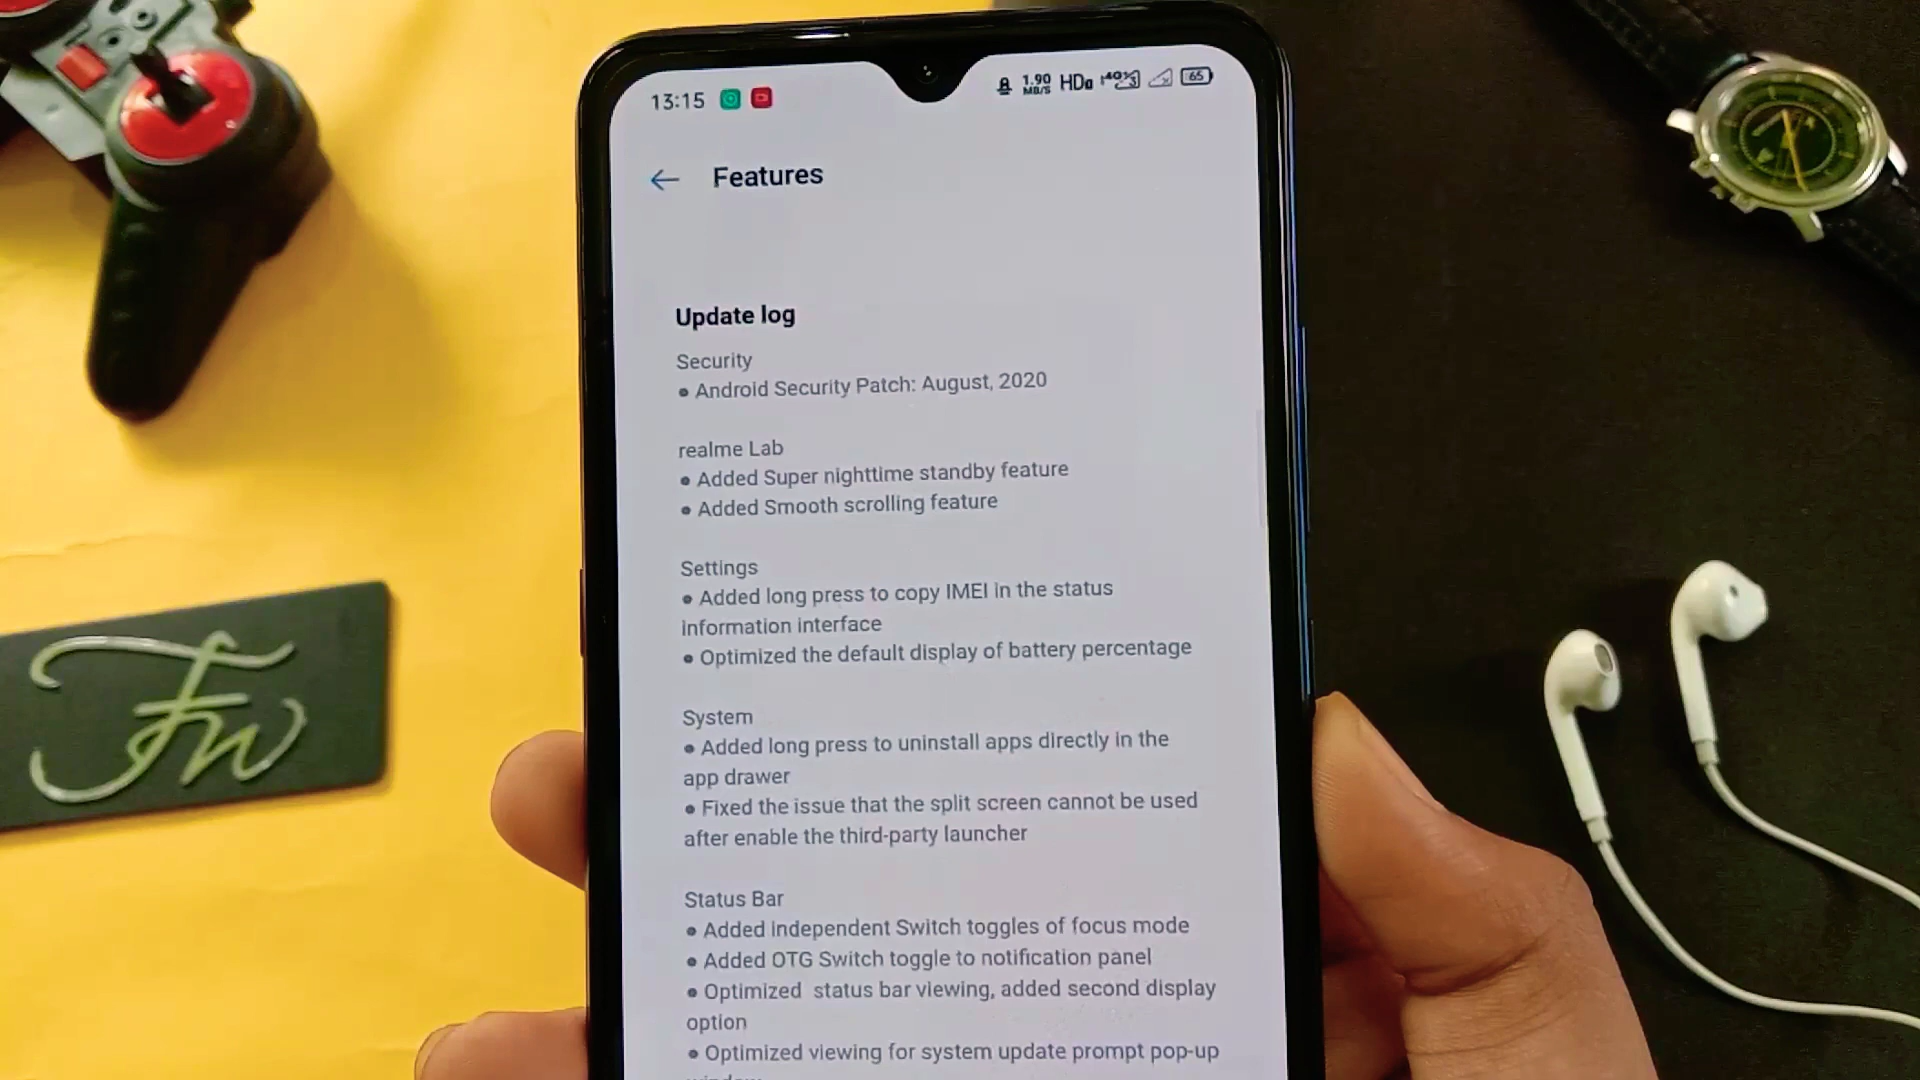 13:15 1.90 MB/S HD 4G 65
Features
Update log
Security
● Android Security Patch: August, 2020
realme Lab
● Added Super nighttime standby feature
● Added Smooth scrolling feature
Settings
● Added long press to copy IMEI in the status
information interface
● Optimized the default display of battery percentage
System
● Added long press to uninstall apps directly in the
app drawer
● Fixed the issue that the split screen cannot be used
after enable the third-party launcher
Status Bar
● Added independent Switch toggles of focus mode
● Added OTG Switch toggle to notification panel
● Optimized  status bar viewing, added second display
option
● Optimized viewing for system update prompt pop-up
Fw